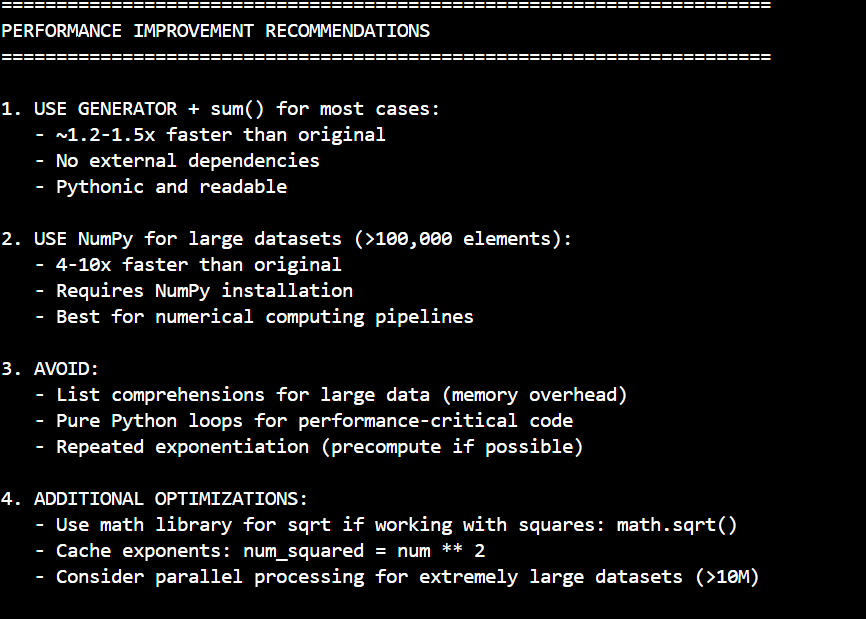 ======================================================================
PERFORMANCE IMPROVEMENT RECOMMENDATIONS
======================================================================
1. USE GENERATOR + sum() for most cases:
- ~1.2-1.5x faster than original
- No external dependencies
- Pythonic and readable
2. USE NumPy for large datasets (>100,000 elements):
- 4-10x faster than original
- Requires NumPy installation
- Best for numerical computing pipelines
3. AVOID:
- List comprehensions for large data (memory overhead)
- Pure Python loops for performance-critical code
- Repeated exponentiation (precompute if possible)
4. ADDITIONAL OPTIMIZATIONS:
- Use math library for sqrt if working with squares: math.sqrt()
- Cache exponents: num_squared = num ** 2
- Consider parallel processing for extremely large datasets (>10M)